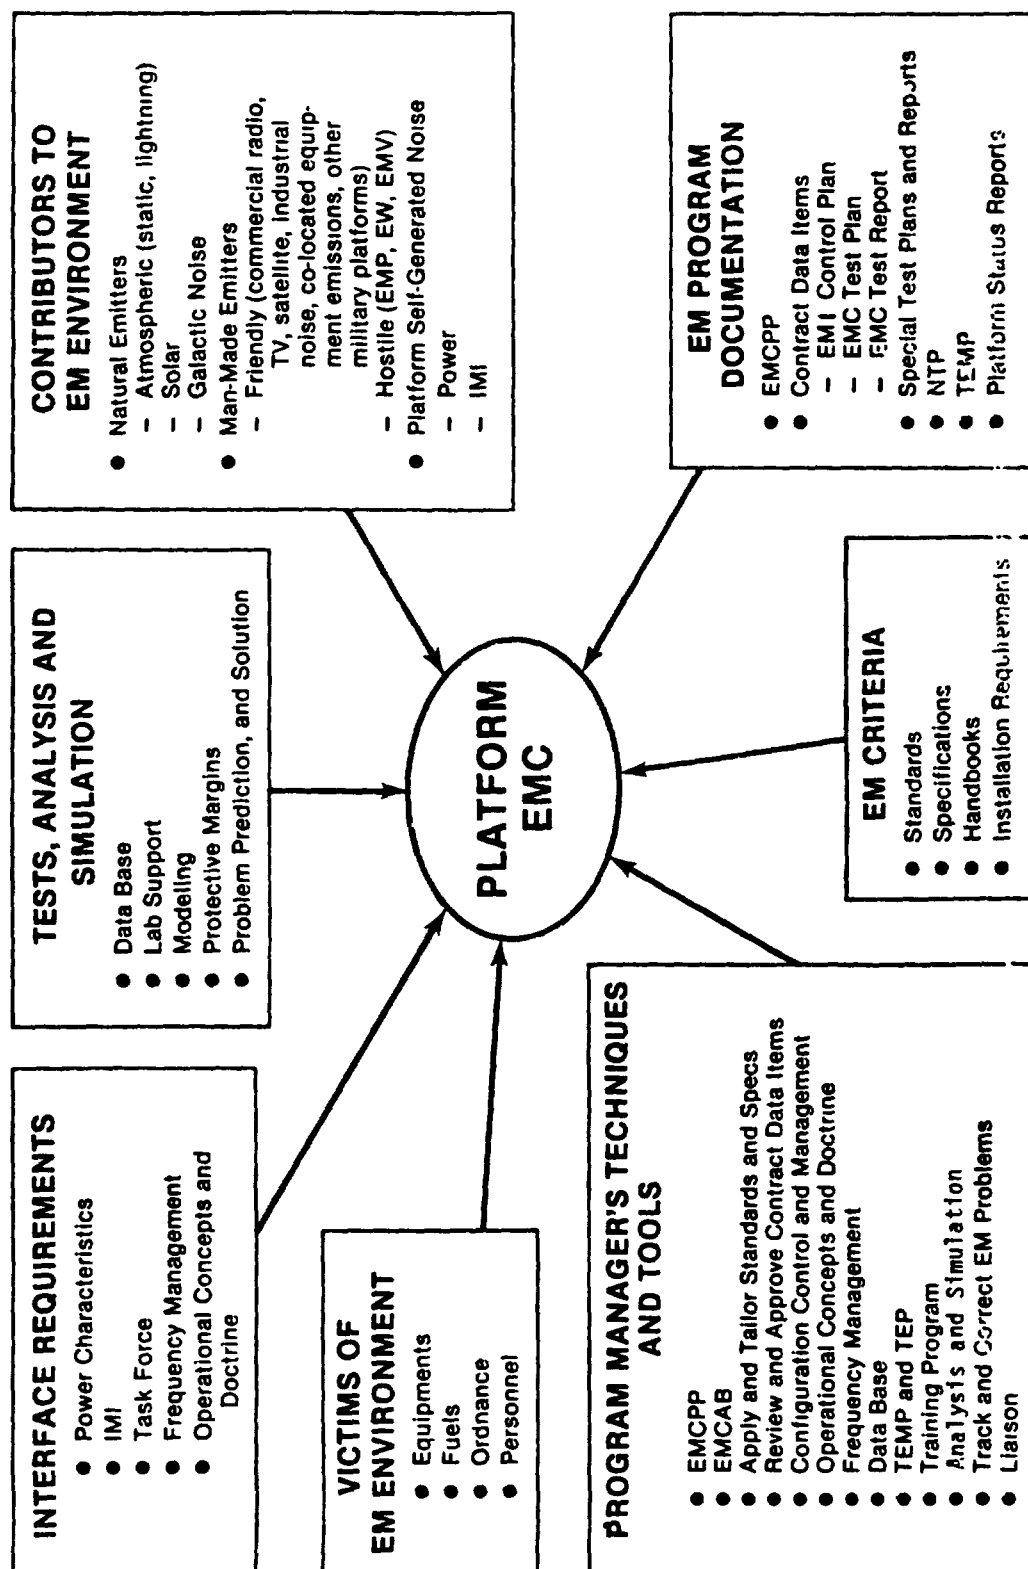 INTERFACE REQUIREMENTS
● Power Characteristics
● IMI
● Task Force
● Frequency Management
● Operational Concepts and
Doctrine
TESTS, ANALYSIS AND
SIMULATION
● Data Base
● Lab Support
● Modeling
● Protective Margins
● Problem Prediction, and Solution
CONTRIBUTORS TO
EM ENVIRONMENT
● Natural Emitters
– Atmospheric (static, lightning)
– Solar
– Galactic Noise
● Man-Made Emitters
– Friendly (commercial radio,
TV, satellite, industrial
noise, co-located equip-
ment emissions, other
military platforms)
– Hostile (EMP, EW, EMV)
● Platform Self-Generated Noise
– Power
– IMI
VICTIMS OF
EM ENVIRONMENT
● Equipments
● Fuels
● Ordnance
● Personnel
PLATFORM
EMC
PROGRAM MANAGER'S TECHNIQUES
AND TOOLS
● EMCPP
● EMCAB
● Apply and Tailor Standards and Specs
● Review and Approve Contract Data Items
● Configuration Control and Management
● Operational Concepts and Doctrine
● Frequency Management
● Data Base
● TEMP and TEP
● Training Program
● Analysis and Simulation
● Track and Correct EM Problems
● Liaison
EM CRITERIA
● Standards
● Specifications
● Handbooks
● Installation Requirements
EM PROGRAM
DOCUMENTATION
● EMCPP
● Contract Data Items
– EMI Control Plan
– EMC Test Plan
– EMC Test Report
● Special Test Plans and Reports
● NTP
● TEMP
● Platform Status Reports